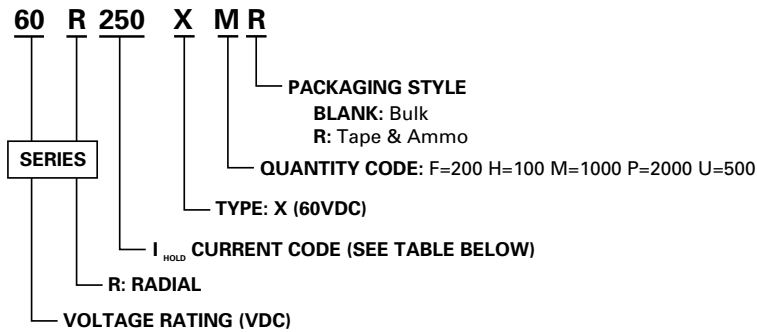 60 R 250 X M R
PACKAGING STYLE
BLANK: Bulk
R: Tape & Ammo
SERIES
QUANTITY CODE: F=200 H=100 M=1000 P=2000 U=500
TYPE: X (60VDC)
I HOLD CURRENT CODE (SEE TABLE BELOW)
R: RADIAL
VOLTAGE RATING (VDC)